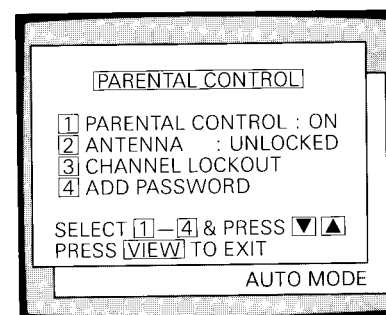 PARENTAL CONTROL
1 PARENTAL CONTROL : ON
2 ANTENNA : UNLOCKED
3 CHANNEL LOCKOUT
4 ADD PASSWORD
SELECT 1–4 & PRESS ▼ ▲
PRESS VIEW TO EXIT
AUTO MODE